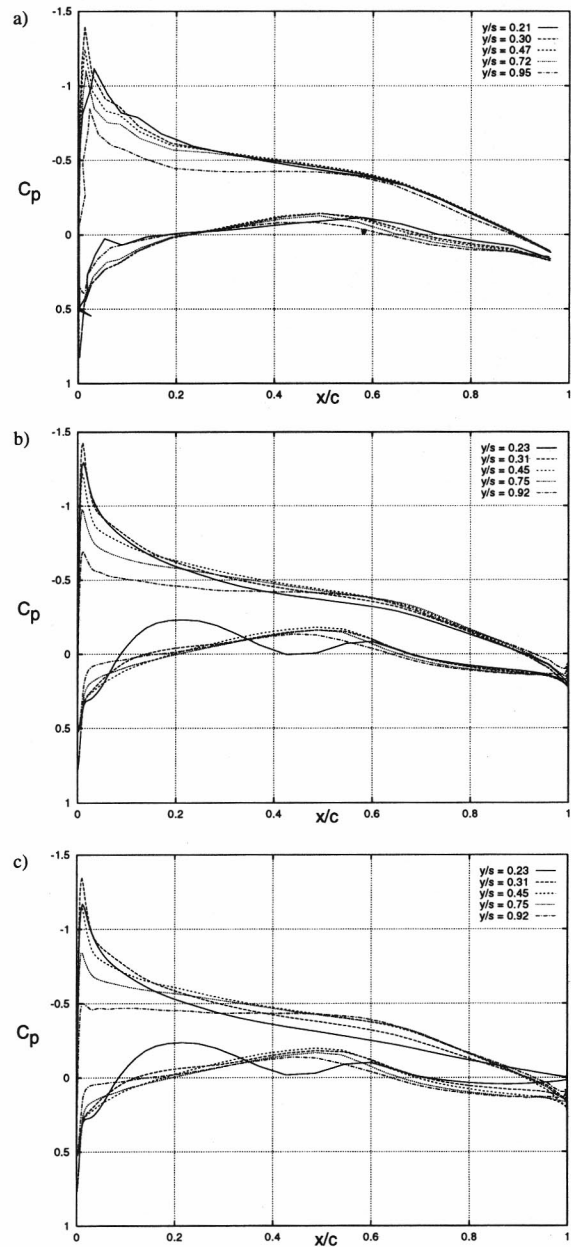 a)
-1.5
-1
-0.5
0
0.5
1
Cp
y/s = 0.21
y/s = 0.30
y/s = 0.47
y/s = 0.72
y/s = 0.95
0
0.2
0.4
0.6
0.8
1
x/c
b)
-1.5
-1
-0.5
0
0.5
1
Cp
y/s = 0.23
y/s = 0.31
y/s = 0.45
y/s = 0.75
y/s = 0.92
0
0.2
0.4
0.6
0.8
1
x/c
c)
-1.5
-1
-0.5
0
0.5
1
Cp
y/s = 0.23
y/s = 0.31
y/s = 0.45
y/s = 0.75
y/s = 0.92
0
0.2
0.4
0.6
0.8
1
x/c